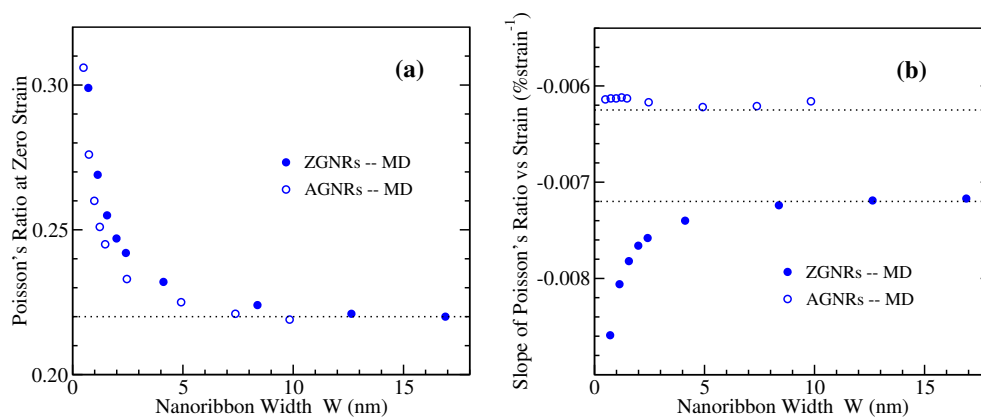 (a)
0.30
0.25
0.20
Poisson's Ratio at Zero Strain
ZGNRs -- MD
AGNRs -- MD
0 5 10 15
Nanoribbon Width W (nm)
(b)
-0.006
-0.007
-0.008
Slope of Poisson's Ratio vs Strain (%strain⁻¹)
ZGNRs -- MD
AGNRs -- MD
0 5 10 15
Nanoribbon Width W (nm)